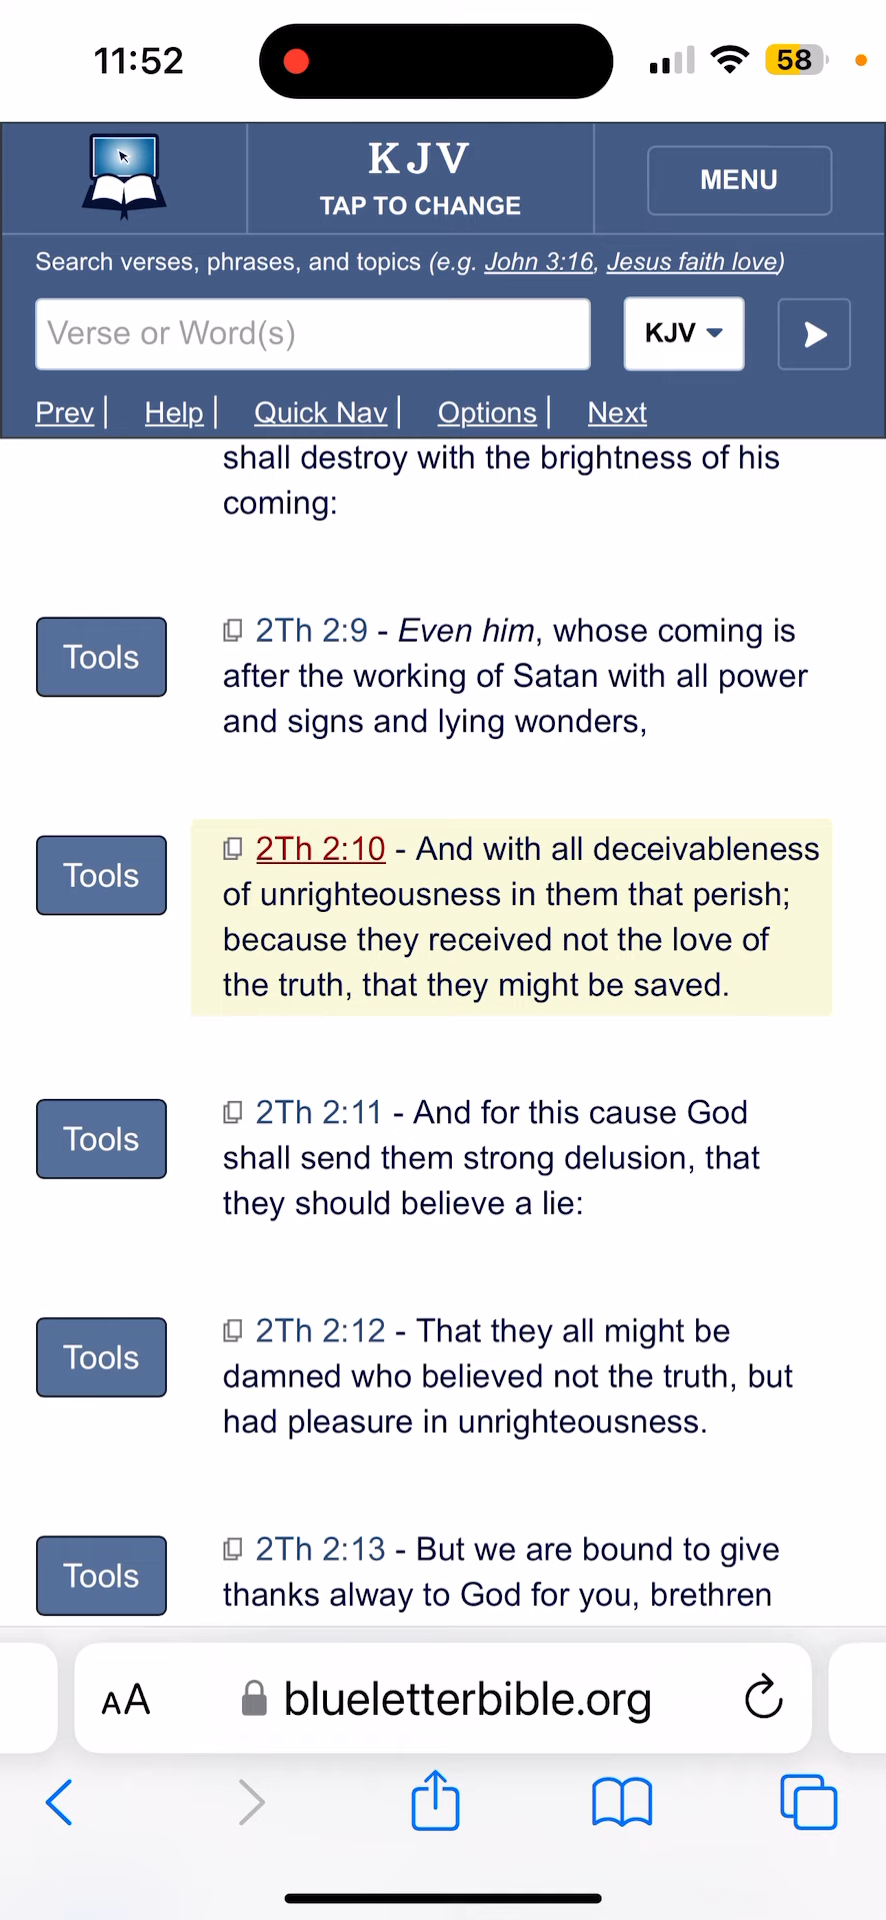 11:52
58
KJV
TAP TO CHANGE
MENU
Search verses, phrases, and topics (e.g. John 3:16, Jesus faith love)
Verse or Word(s)
KJV
Prev | Help | Quick Nav | Options | Next
shall destroy with the brightness of his
coming:
Tools
2Th 2:9 - Even him, whose coming is
after the working of Satan with all power
and signs and lying wonders,
Tools
2Th 2:10 - And with all deceivableness
of unrighteousness in them that perish;
because they received not the love of
the truth, that they might be saved.
Tools
2Th 2:11 - And for this cause God
shall send them strong delusion, that
they should believe a lie:
Tools
2Th 2:12 - That they all might be
damned who believed not the truth, but
had pleasure in unrighteousness.
Tools
2Th 2:13 - But we are bound to give
thanks alway to God for you, brethren
AA
blueletterbible.org